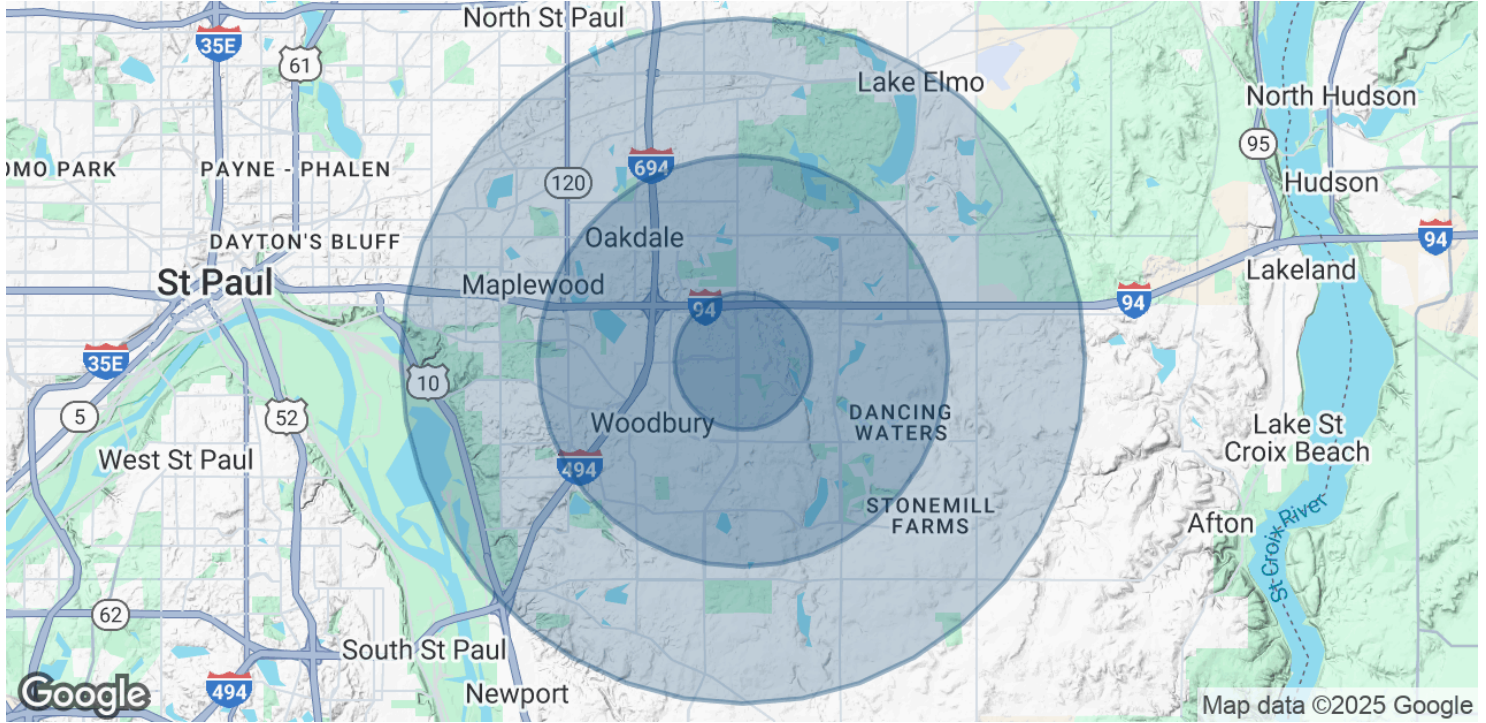 North St Paul
35E
61
Lake Elmo
North Hudson
95
OMO PARK
PAYNE - PHALEN
694
120
Hudson
DAYTON'S BLUFF
Oakdale
94
St Paul
Maplewood
Lakeland
94
94
35E
10
5
52
Woodbury
DANCING
WATERS
Lake St
Croix Beach
West St Paul
494
STONEMILL
FARMS
Afton
St Croix River
62
South St Paul
Newport
494
Google
Map data ©2025 Google